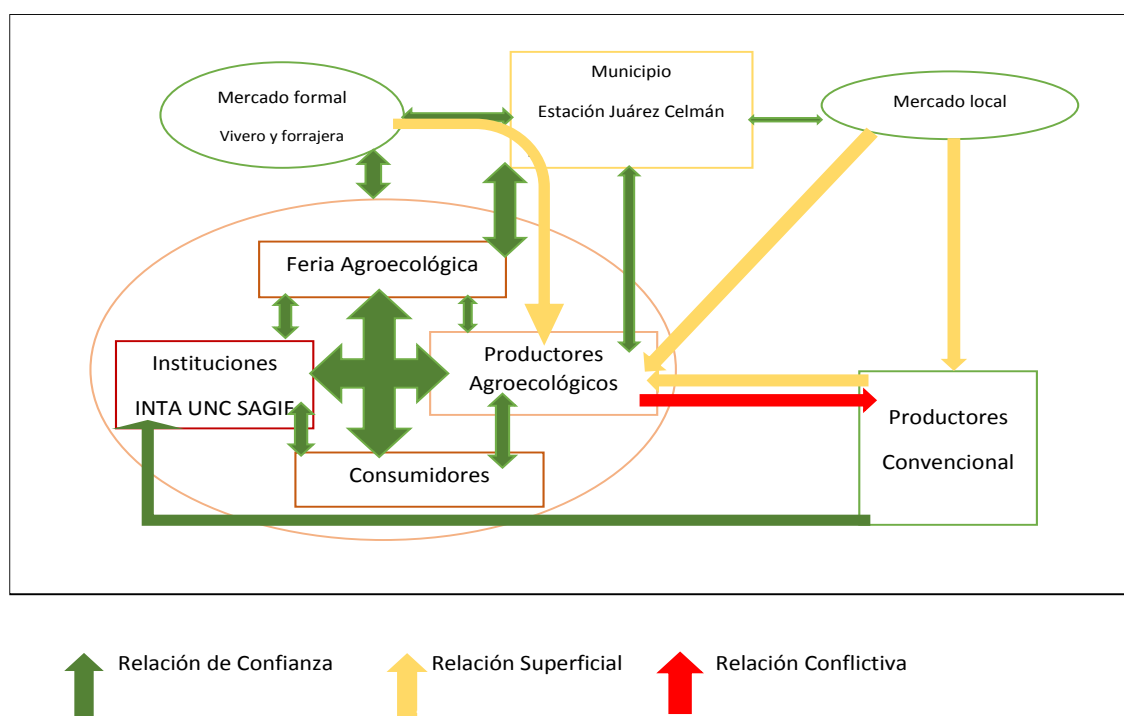 Mercado formal
Vivero y forrajera
Municipio
Estación Juárez Celmán
Mercado local
Feria Agroecológica
Instituciones
INTA UNC SAGIF
Productores
Agroecológicos
Consumidores
Productores
Convencional
Relación de Confianza
Relación Superficial
Relación Conflictiva